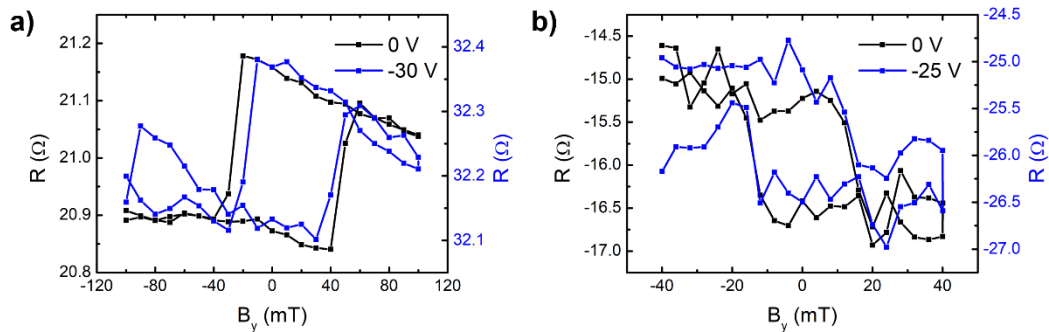 a)
0 V
-30 V
21.2
21.1
21.0
20.9
20.8
R (Ω)
32.4
32.3
32.2
32.1
R (Ω)
-120 -80 -40 0 40 80 120
B_y (mT)
b)
0 V
-25 V
-14.5
-15.0
-15.5
-16.0
-16.5
-17.0
R (Ω)
-24.5
-25.0
-25.5
-26.0
-26.5
-27.0
R (Ω)
-40 -20 0 20 40
B_y (mT)